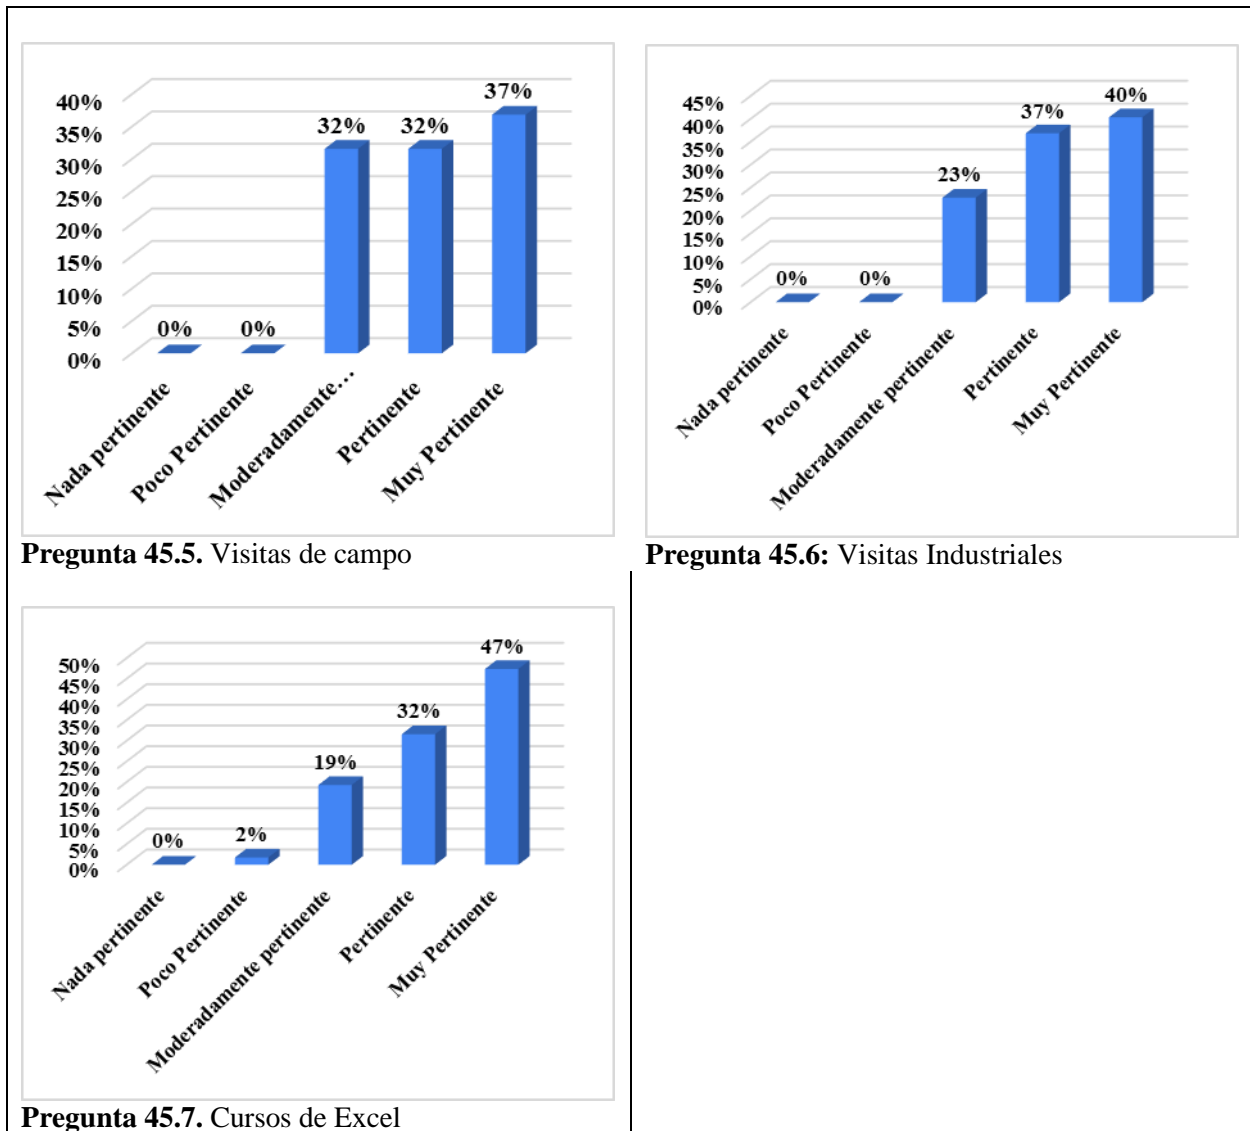 40%
35%
30%
25%
20%
15%
10%
5%
0%
0%
0%
32%
32%
37%
Nada pertinente
Poco Pertinente
Moderadamente…
Pertinente
Muy Pertinente
Pregunta 45.5. Visitas de campo
45%
40%
35%
30%
25%
20%
15%
10%
5%
0%
0%
0%
23%
37%
40%
Nada pertinente
Poco Pertinente
Moderadamente pertinente
Pertinente
Muy Pertinente
Pregunta 45.6: Visitas Industriales
50%
45%
40%
35%
30%
25%
20%
15%
10%
5%
0%
0%
2%
19%
32%
47%
Nada pertinente
Poco Pertinente
Moderadamente pertinente
Pertinente
Muy Pertinente
Pregunta 45.7. Cursos de Excel